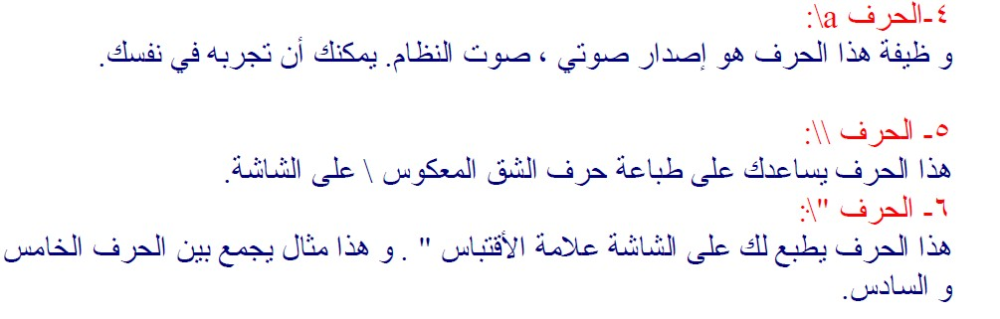 ٤-الحرف \a:
و ظيفة هذا الحرف هو إصدار صوتي ، صوت النظام. يمكنك أن تجربه في نفسك.
٥- الحرف \\:
هذا الحرف يساعدك على طباعة حرف الشق المعكوس \ على الشاشة.
٦- الحرف "\:
هذا الحرف يطبع لك على الشاشة علامة الأقتباس " . و هذا مثال يجمع بين الحرف الخامس
و السادس.